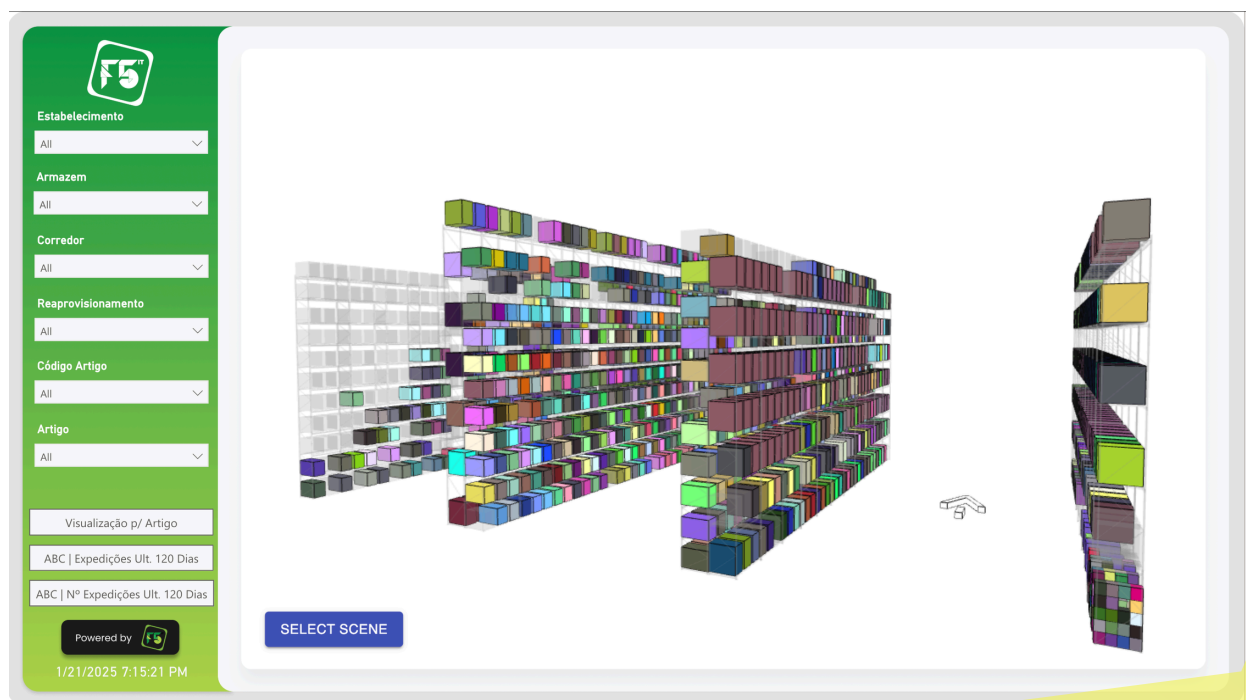 F5 IT
Estabelecimento
All
Armazem
All
Corredor
All
Reaprovisionamento
All
Código Artigo
All
Artigo
All
Visualização p/ Artigo
ABC | Expedições Ult. 120 Dias
ABC | Nº Expedições Ult. 120 Dias
Powered by F5
1/21/2025 7:15:21 PM
SELECT SCENE